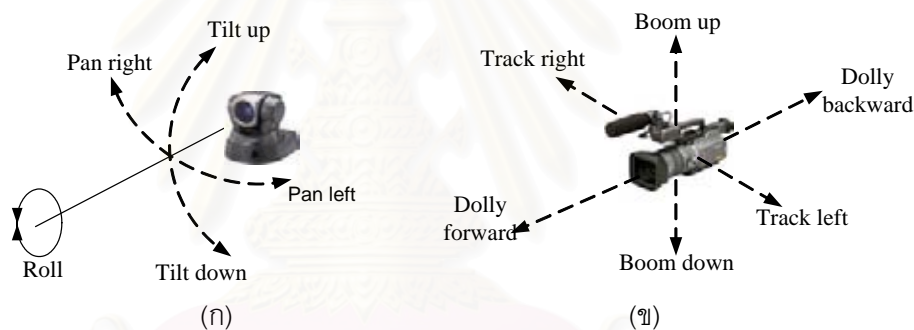 Tilt up
Pan right
Pan left
Tilt down
Roll
(ก)
Boom up
Track right
Dolly
backward
Dolly
forward
Track left
Boom down
(ข)